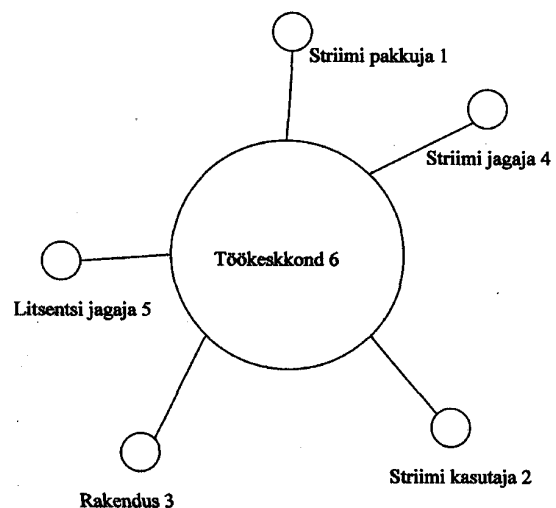 Striimi pakkuja 1
Striimi jagaja 4
Töökeskkond 6
Litsentsi jagaja 5
Striimi kasutaja 2
Rakendus 3